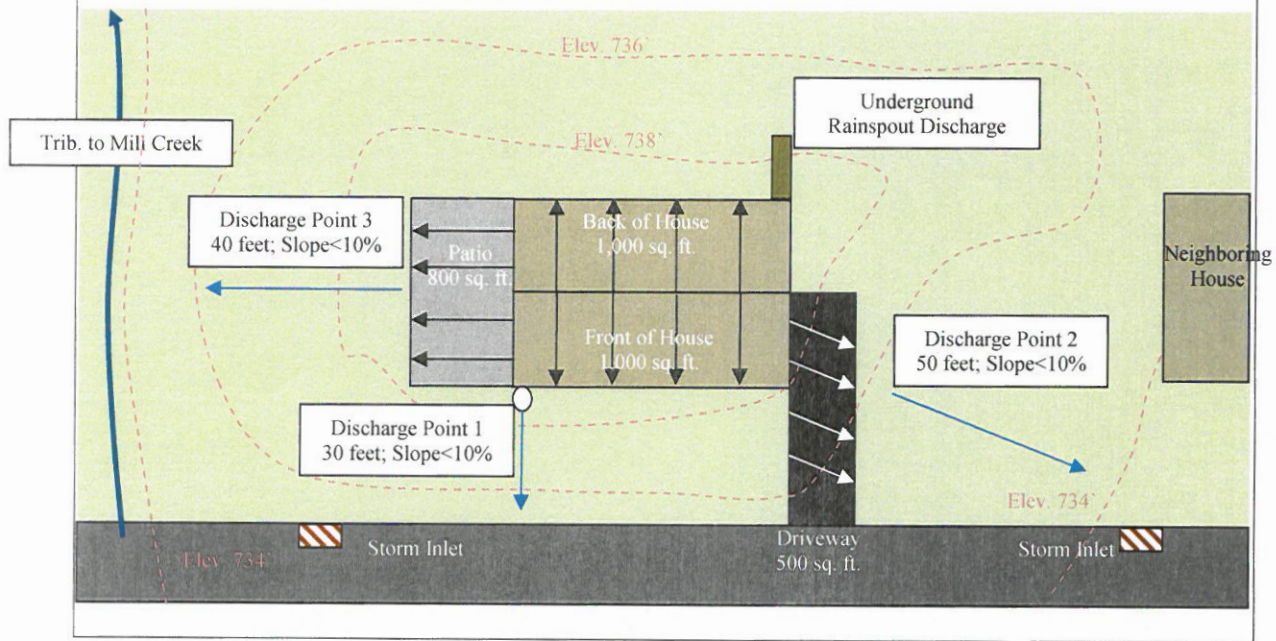 Elev. 736`
Underground
Rainspout Discharge
Trib. to Mill Creek
Elev. 738`
Discharge Point 3
40 feet; Slope<10%
Patio
800 sq. ft.
Back of House
1,000 sq. ft.
Neighboring
House
Front of House
1,000 sq. ft.
Discharge Point 2
50 feet; Slope<10%
Discharge Point 1
30 feet; Slope<10%
Elev. 734`
Elev. 734`
Storm Inlet
Driveway
500 sq. ft.
Storm Inlet